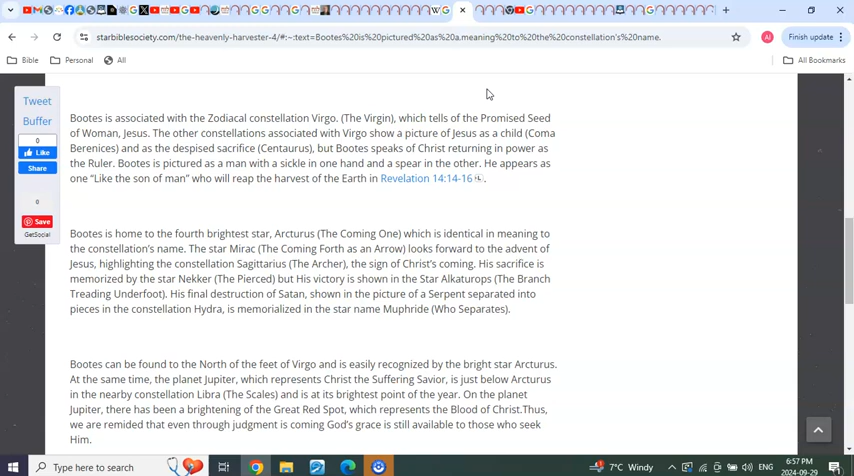 starbiblesociety.com/the-heavenly-harvester-4/#:~:text=Bootes%20is%20pictured%20as%20a,meaning%20to%20the%20constellation's%20name.
Finish update
Bible
Personal
All
All Bookmarks
Tweet
Buffer
0
Like
Share
0
Save
GetSocial
Bootes is associated with the Zodiacal constellation Virgo. (The Virgin), which tells of the Promised Seed
of Woman, Jesus. The other constellations associated with Virgo show a picture of Jesus as a child (Coma
Berenices) and as the despised sacrifice (Centaurus), but Bootes speaks of Christ returning in power as
the Ruler. Bootes is pictured as a man with a sickle in one hand and a spear in the other. He appears as
one “Like the son of man” who will reap the harvest of the Earth in Revelation 14:14-16 .
Bootes is home to the fourth brightest star, Arcturus (The Coming One) which is identical in meaning to
the constellation’s name. The star Mirac (The Coming Forth as an Arrow) looks forward to the advent of
Jesus, highlighting the constellation Sagittarius (The Archer), the sign of Christ’s coming. His sacrifice is
memorized by the star Nekker (The Pierced) but His victory is shown in the Star Alkaturops (The Branch
Treading Underfoot). His final destruction of Satan, shown in the picture of a Serpent separated into
pieces in the constellation Hydra, is memorialized in the star name Muphride (Who Separates).
Bootes can be found to the North of the feet of Virgo and is easily recognized by the bright star Arcturus.
At the same time, the planet Jupiter, which represents Christ the Suffering Savior, is just below Arcturus
in the nearby constellation Libra (The Scales) and is at its brightest point of the year. On the planet
Jupiter, there has been a brightening of the Great Red Spot, which represents the Blood of Christ.Thus,
we are remided that even through judgment is coming God’s grace is still available to those who seek
Him.
Type here to search
7°C Windy
ENG
6:57 PM
2024-09-29